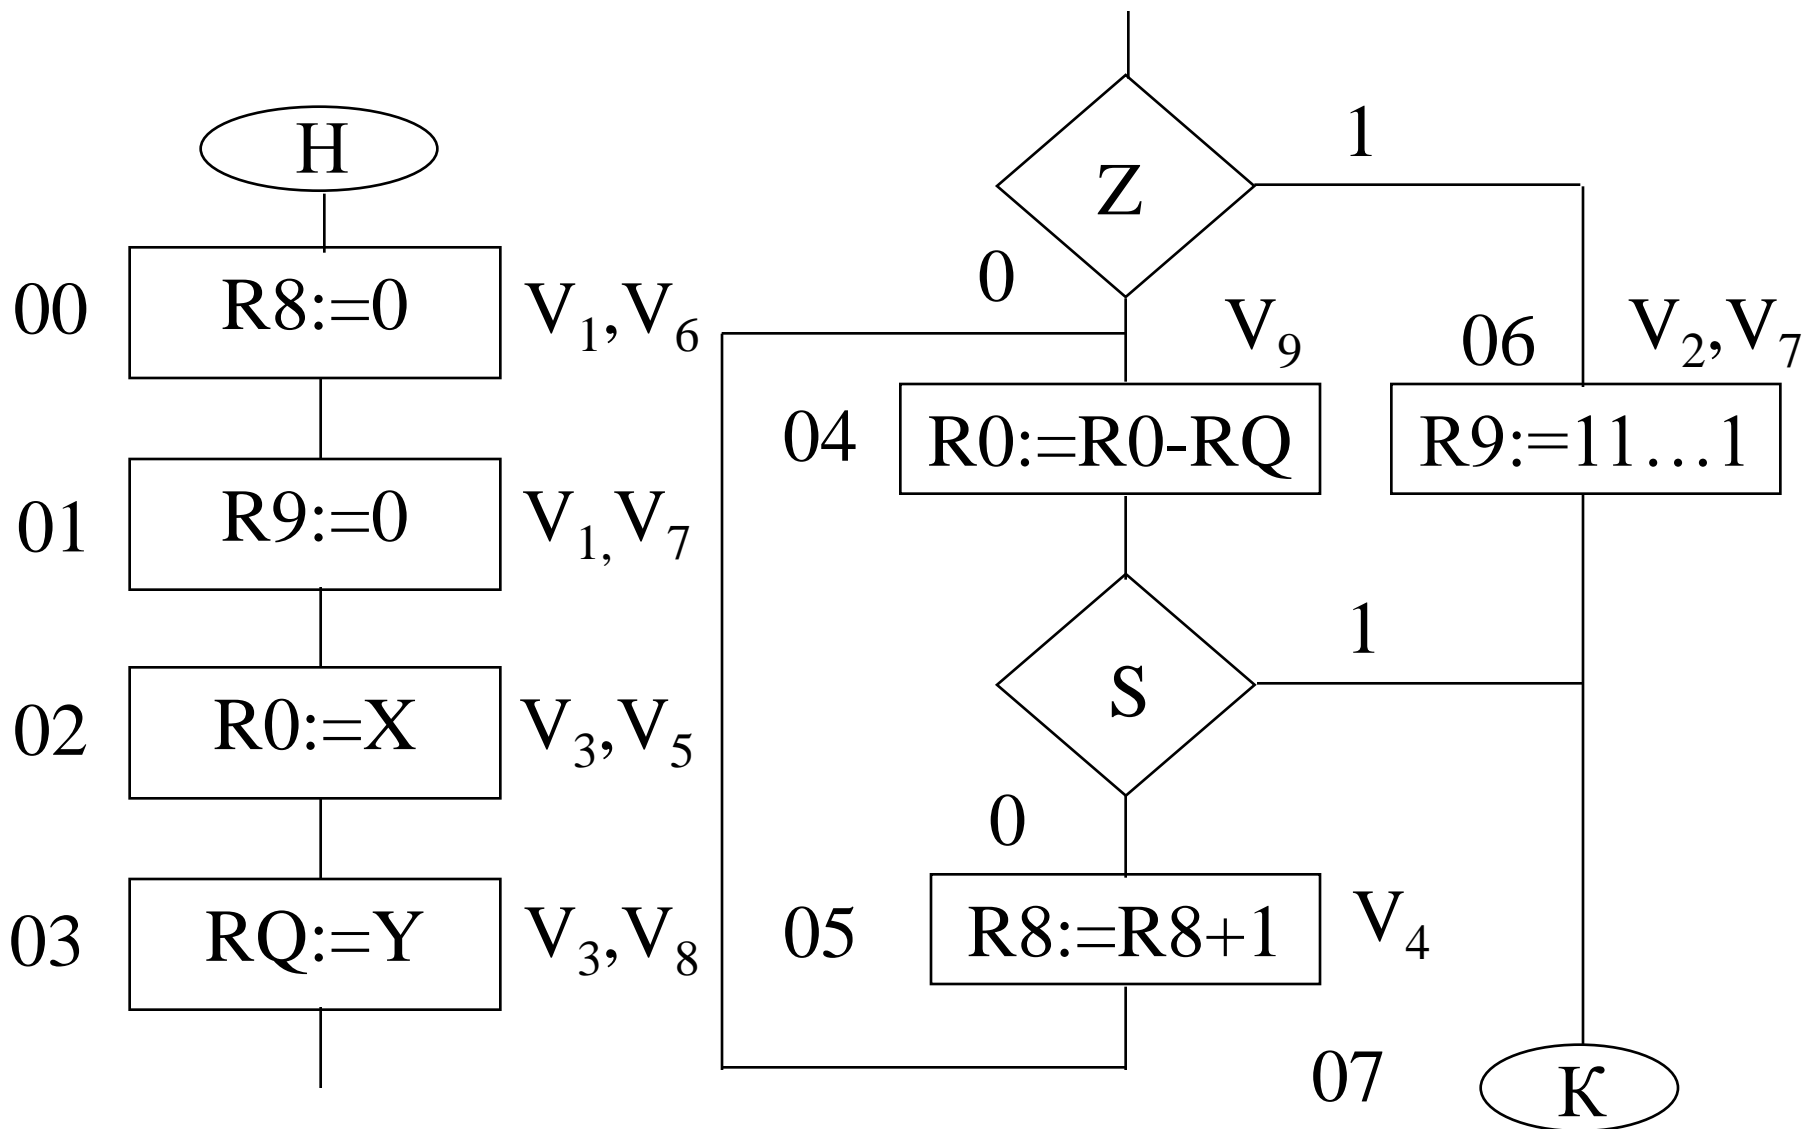 Н
00 R8:=0 V1,V6
01 R9:=0 V1,V7
02 R0:=X V3,V5
03 RQ:=Y V3,V8
Z
1
0
V9
04 R0:=R0-RQ
06 V2,V7
R9:=11…1
S
1
0
05 R8:=R8+1 V4
07 К